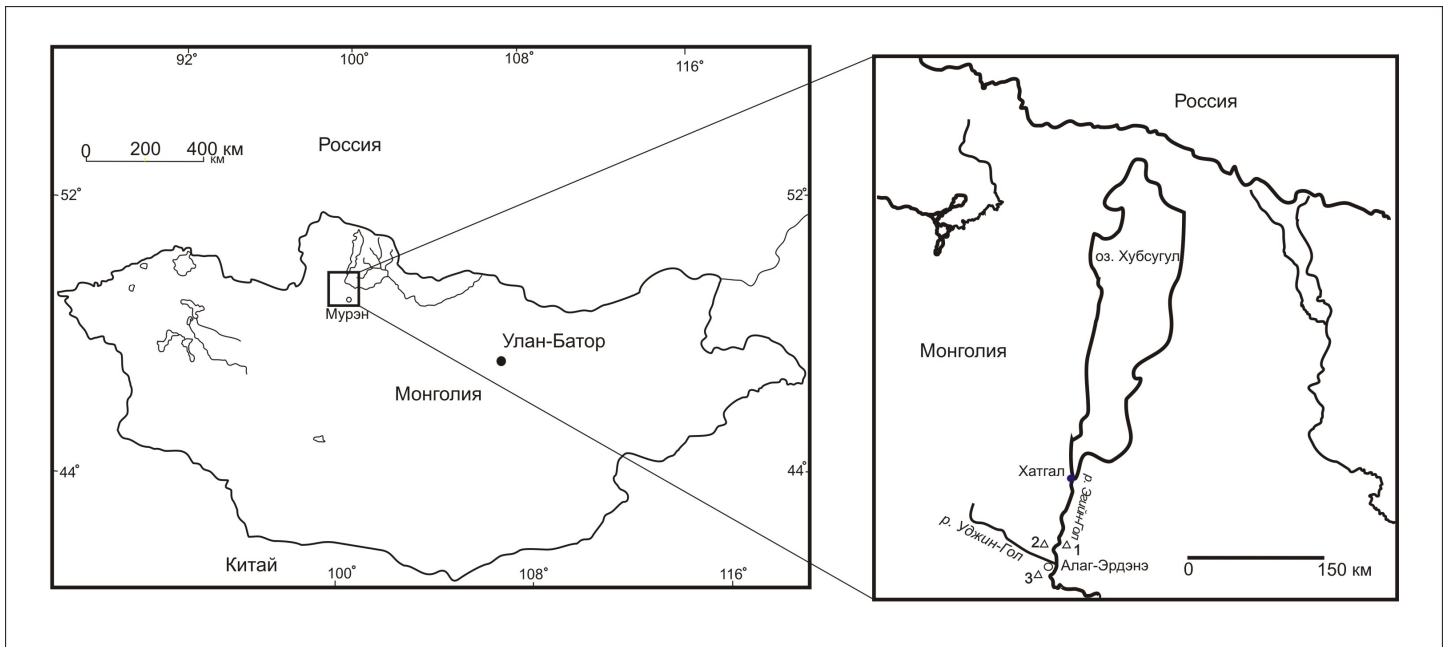 92°
100°
108°
116°
0 200 400 км
км
Россия
52°
52°
Мурэн
Улан-Батор
Монголия
44°
44°
Китай
100°
108°
116°
Россия
оз. Хубсугул
Монголия
Хатгал
р. Эгийн-Гол
р. Уджин-Гол
2
1
Алаг-Эрдэнэ
3
0 150 км